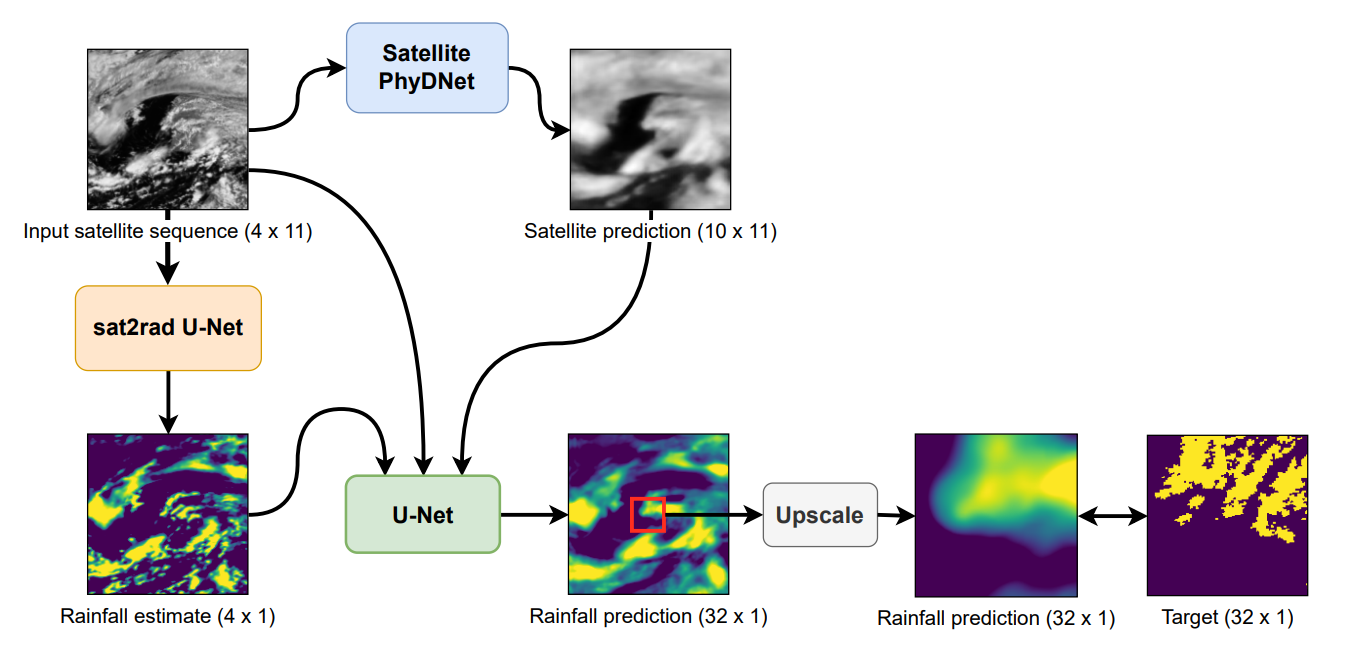 Satellite
PhyDNet
Input satellite sequence (4 x 11)
Satellite prediction (10 x 11)
sat2rad U-Net
U-Net
Upscale
Rainfall estimate (4 x 1)
Rainfall prediction (32 x 1)
Rainfall prediction (32 x 1)
Target (32 x 1)